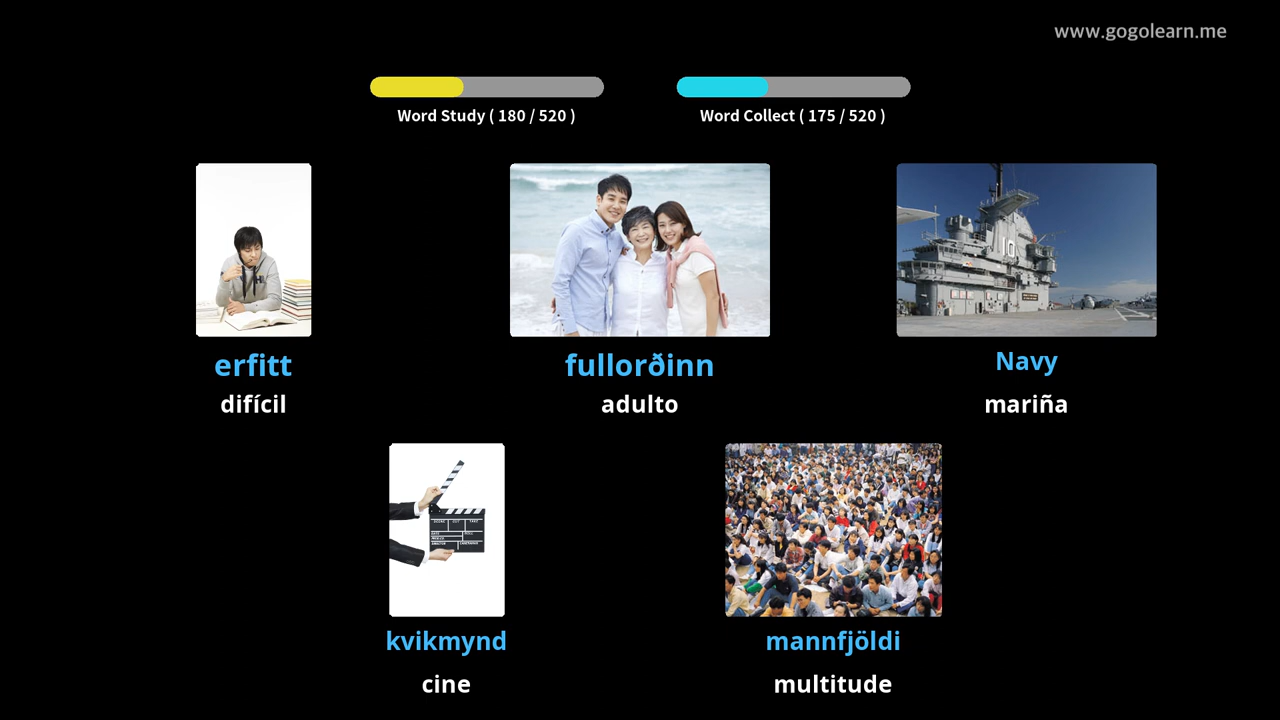 www.gogolearn.me
Word Study ( 180 / 520 )
Word Collect ( 175 / 520 )
10
erfitt
difícil
fullorðinn
adulto
Navy
mariña
kvikmynd
cine
mannfjöldi
multitude